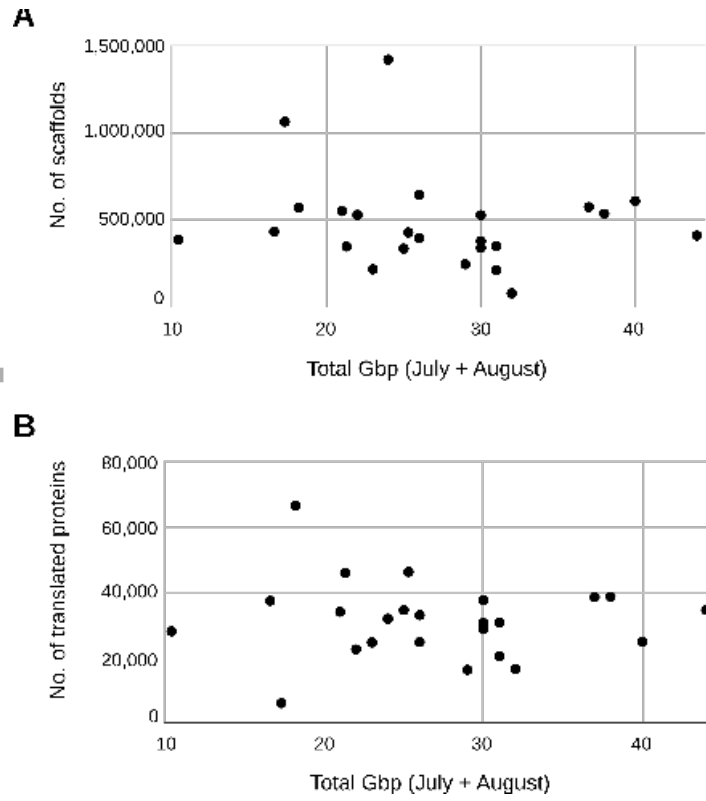 A
1.500,000
1.000,000
500,000
0
No. of scaffolds
10 20 30 40
Total Gbp (July + August)
B
80,000
60,000
40,000
20,000
0
No. of translated proteins
10 20 30 40
Total Gbp (July + August)